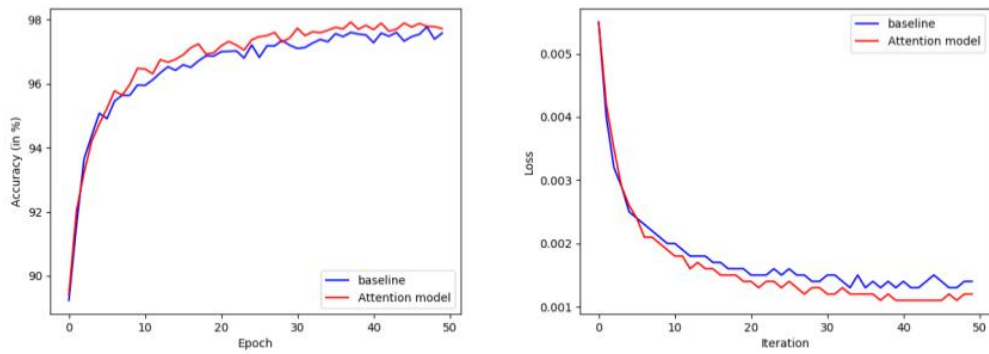 98
96
94
92
90
Accuracy (in %)
baseline
Attention model
0 10 20 30 40 50
Epoch
0.005
0.004
0.003
0.002
0.001
Loss
baseline
Attention model
0 10 20 30 40 50
Iteration